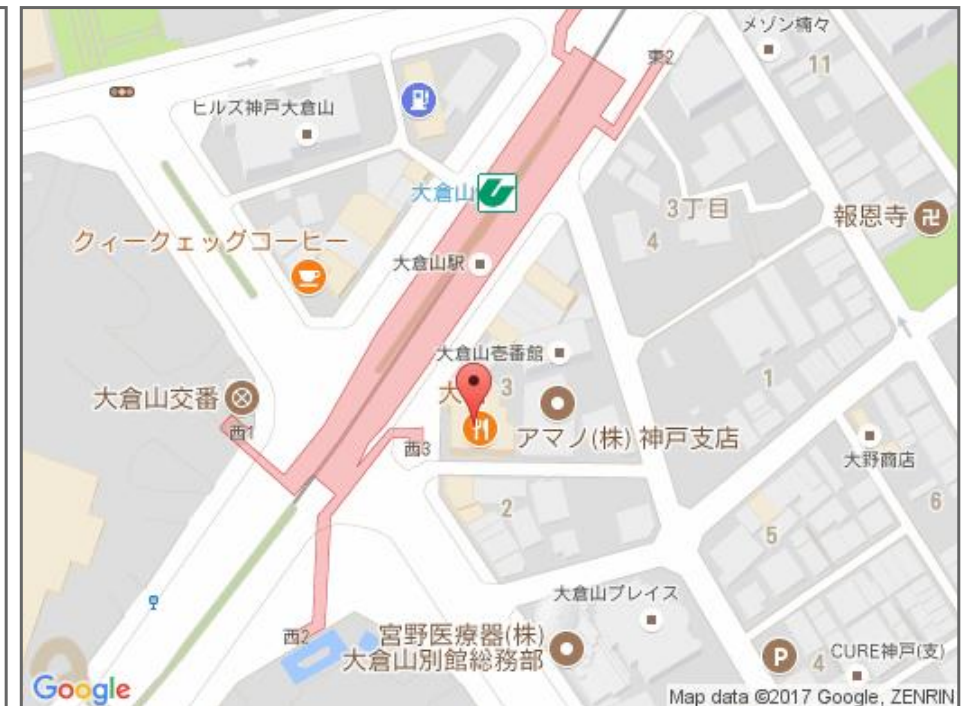 メゾン楠々
東2
11
ヒルズ神戸大倉山
大倉山
3丁目
報恩寺
4
クィークェッグコーヒー
大倉山駅
大倉山壱番館
1
大倉山交番
大
3
西1
アマノ(株) 神戸支店
西3
大野商店
2
6
5
大倉山プレイス
西2
宮野医療器(株)
大倉山別館総務部
P
4
CURE神戸(支)
Google
Map data ©2017 Google, ZENRIN